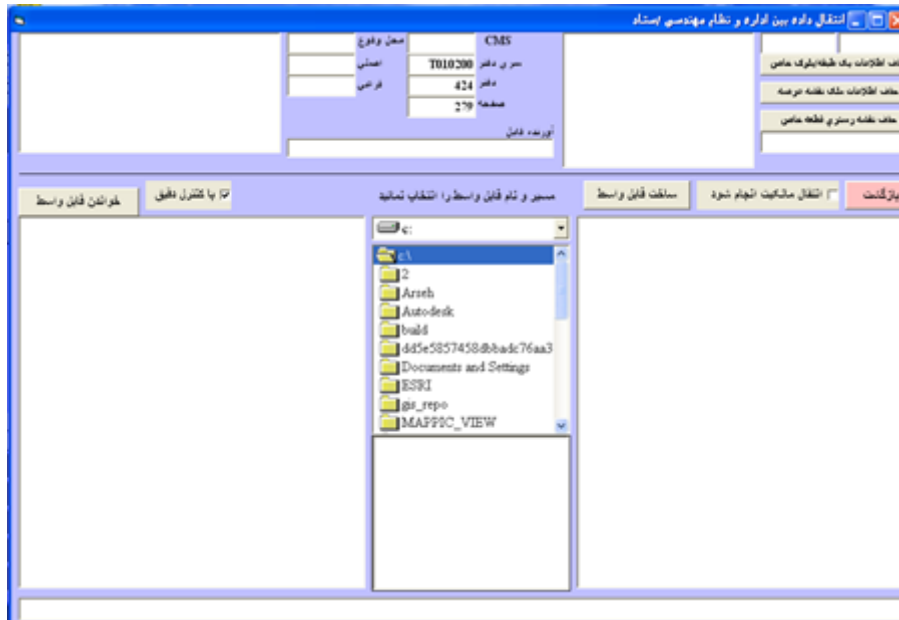 انتقال داده بین اداره و نظام مهندسی /ستاد
CMS
محل وقوع
سری دفتر T010200
اصلی
دفتر 424
فرعی
صفحه 279
آورنده فایل
حذف اطلاعات یک طبقه/بلوک خاص
حذف اطلاعات ملک نقشه عرصه
حذف نقشه رستری قطعه خاص
بازگشت
انتقال مالکیت انجام شود
ساخت فایل واسط
مسیر و نام فایل واسط را انتخاب نمائید
با کنترل دقیق
خواندن فایل واسط
c:
c:\
2
Arseh
Autodesk
build
dd5e5857458dbbadc76aa3
Documents and Settings
ESRI
gis_repo
MAPPIC_VIEW